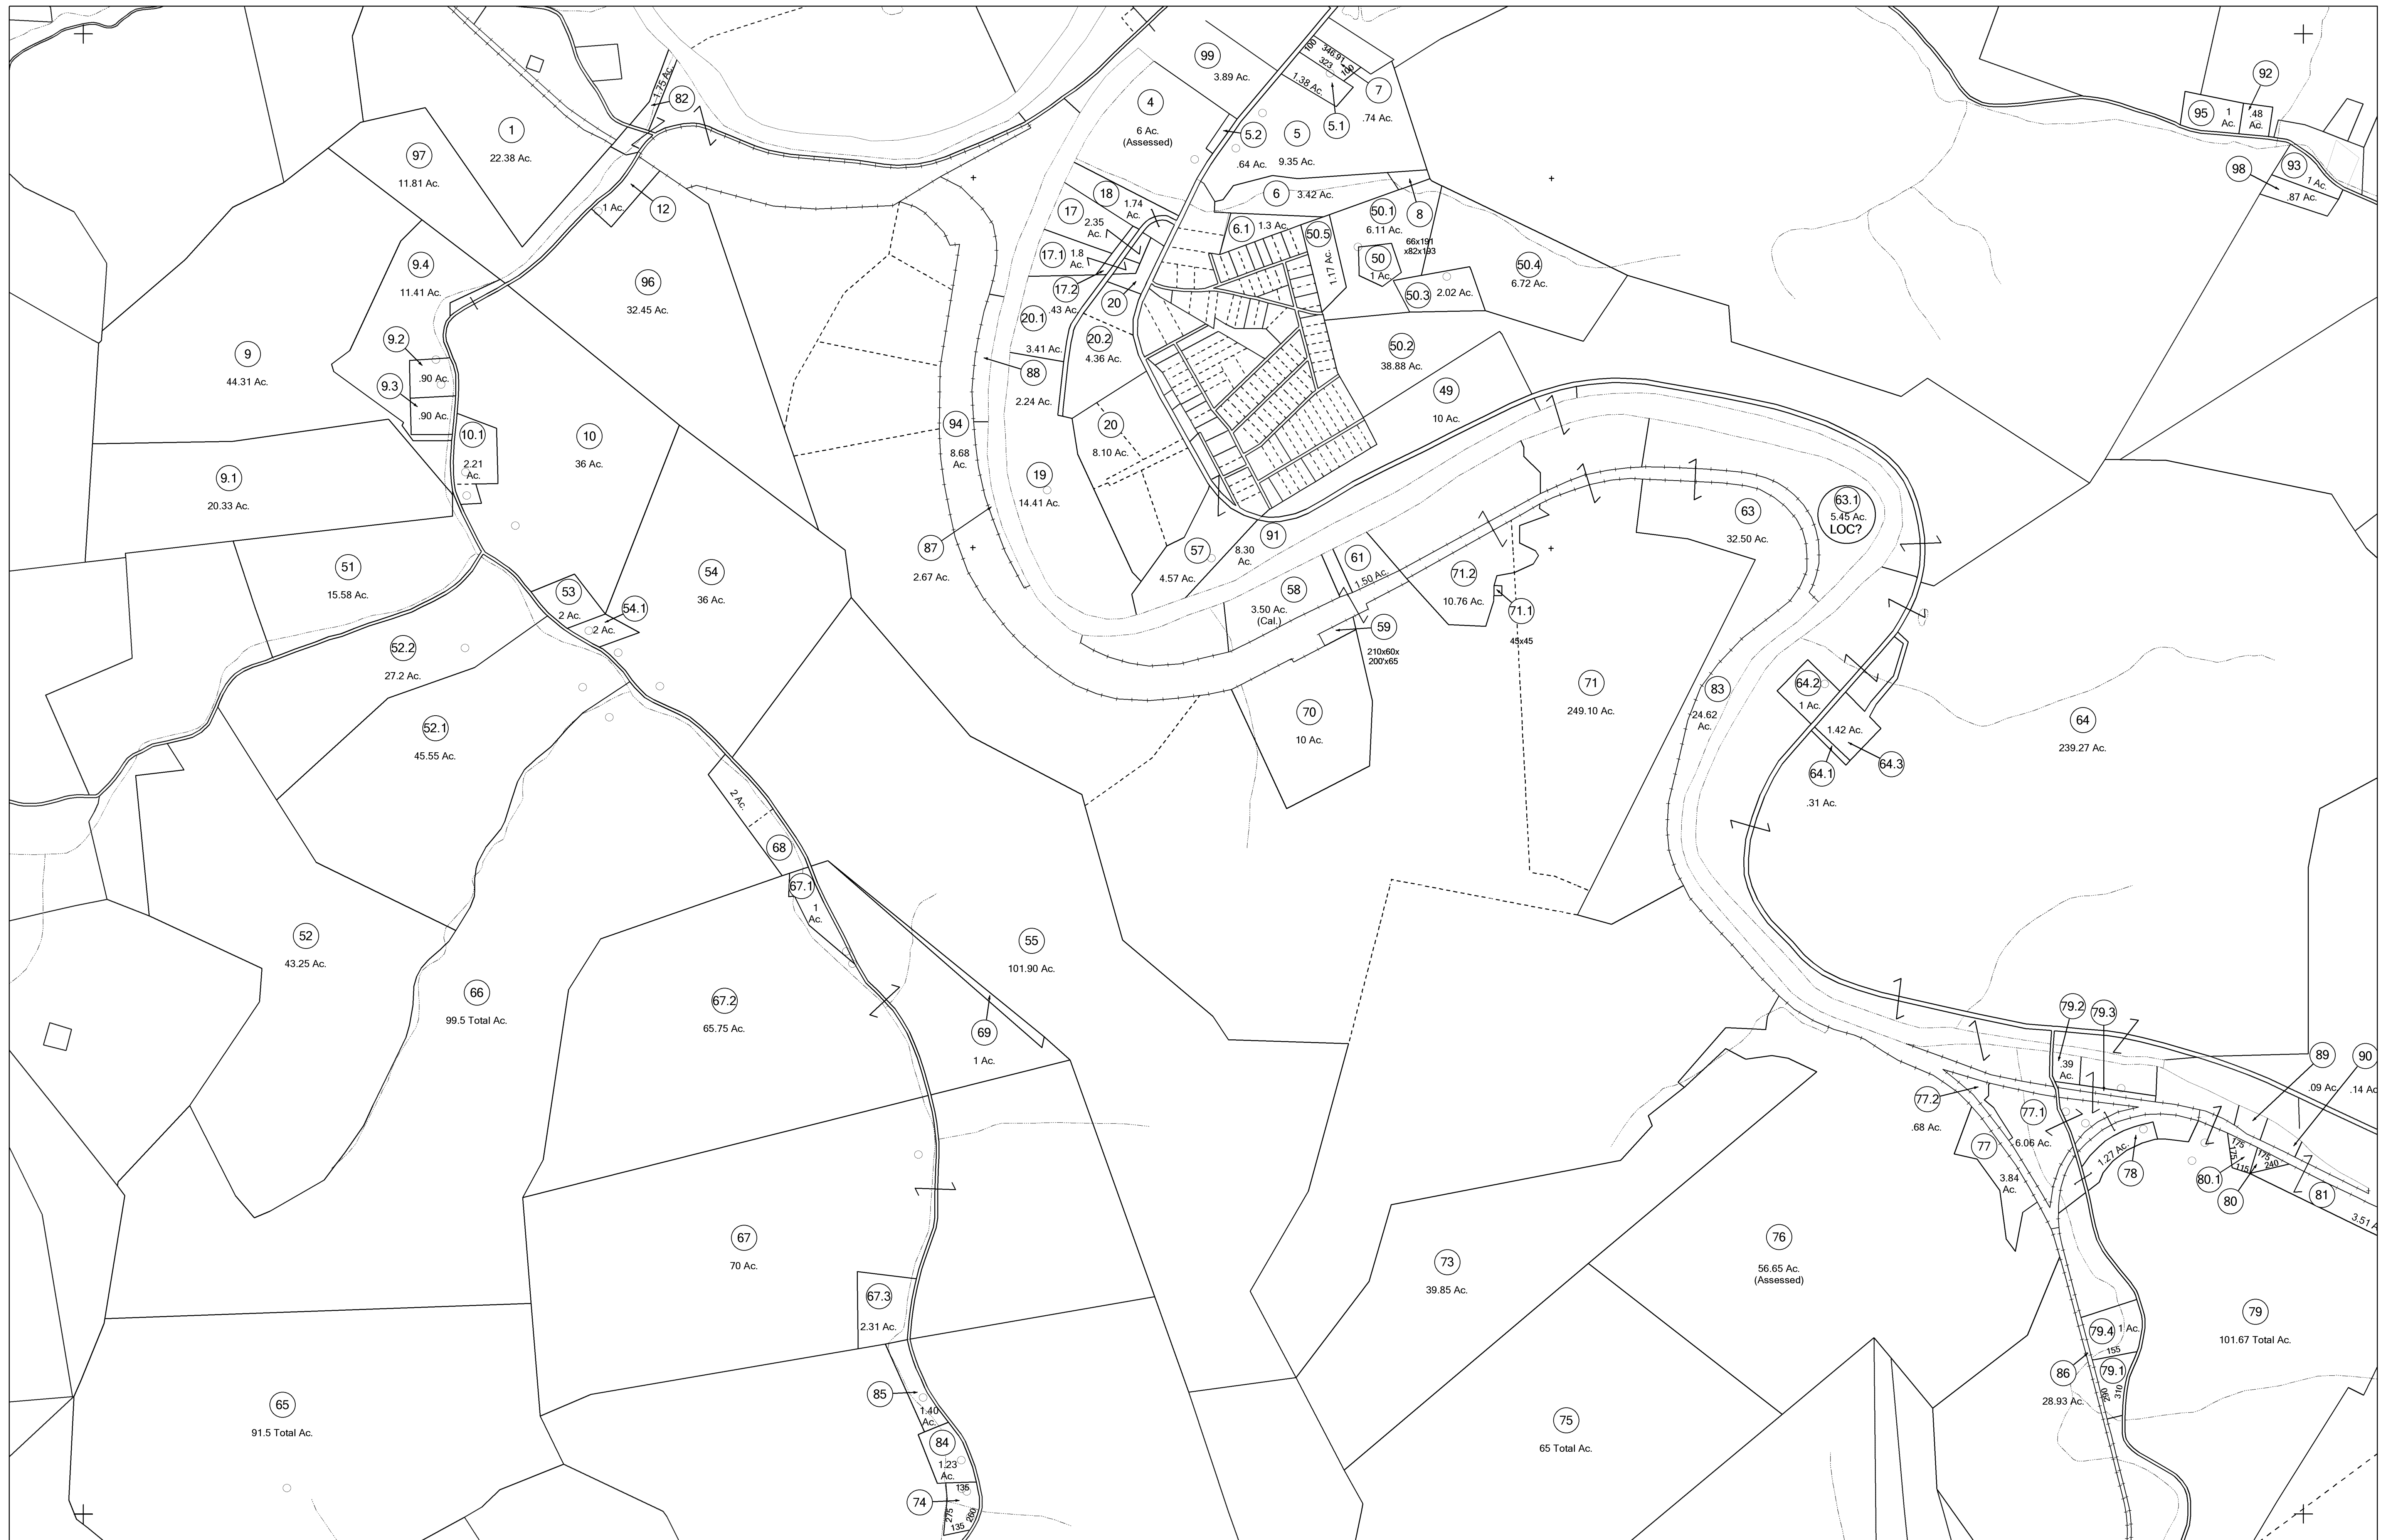 99
3.89 Ac.
100
346.91
323
100
1.38 Ac.
7
.74 Ac.
5.1
92
95
1
Ac.
.48
Ac.
93
1 Ac.
98
.87 Ac.
1.75 Ac.
82
4
6 Ac.
(Assessed)
5.2
5
.64 Ac.
9.35 Ac.
1
22.38 Ac.
97
11.81 Ac.
12
1 Ac.
18
1.74
Ac.
17
2.35
Ac.
17.1
1.8
Ac.
17.2
.43 Ac.
20
20.1
3.41 Ac.
20.2
4.36 Ac.
6
3.42 Ac.
6.1
1.3 Ac.
50.5
1.17 Ac.
50.1
6.11 Ac.
8
66x191
x82x193
50
1 Ac.
50.3
2.02 Ac.
50.4
6.72 Ac.
50.2
38.88 Ac.
49
10 Ac.
9.4
11.41 Ac.
96
32.45 Ac.
9
44.31 Ac.
9.2
.90 Ac.
9.3
.90 Ac.
10.1
2.21
Ac.
10
36 Ac.
9.1
20.33 Ac.
88
2.24 Ac.
94
8.68
Ac.
20
8.10 Ac.
19
14.41 Ac.
87
2.67 Ac.
91
8.30
Ac.
57
4.57 Ac.
63
32.50 Ac.
63.1
5.45 Ac.
LOC?
51
15.58 Ac.
53
2 Ac.
54.1
2 Ac.
54
36 Ac.
58
3.50 Ac.
(Cal.)
61
1.50 Ac.
59
210x60x
200'x65
71.2
10.76 Ac.
71.1
45x45
52.2
27.2 Ac.
52.1
45.55 Ac.
70
10 Ac.
71
249.10 Ac.
83
24.62
Ac.
64.2
1 Ac.
1.42 Ac.
64.3
64.1
.31 Ac.
64
239.27 Ac.
2 Ac.
68
67.1
1
Ac.
52
43.25 Ac.
66
99.5 Total Ac.
67.2
65.75 Ac.
55
101.90 Ac.
69
1 Ac.
79.2
79.3
.39
Ac.
89
.09 Ac.
90
.14 Ac
77.2
.68 Ac.
77.1
6.06 Ac.
77
3.84
Ac.
1.27 Ac.
78
175
175
115
175
240
80.1
80
81
3.51 A
67
70 Ac.
67.3
2.31 Ac.
73
39.85 Ac.
76
56.65 Ac.
(Assessed)
79
101.67 Total Ac.
79.4
1 Ac.
155
79.1
290
310
86
28.93 Ac.
65
91.5 Total Ac.
85
1.40
Ac.
84
1.23
Ac.
74
135
275
260
135
75
65 Total Ac.